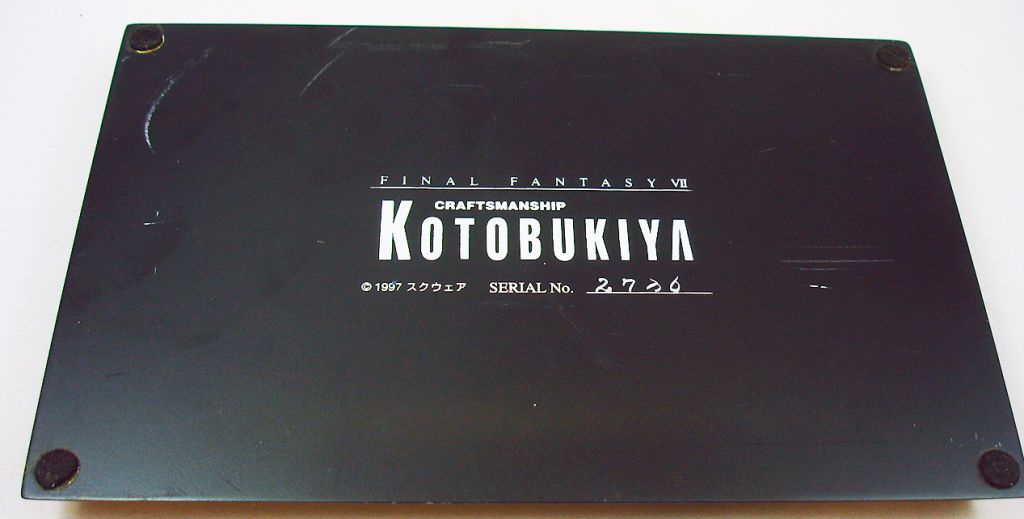 FINAL FANTASY VII
CRAFTSMANSHIP
KOTOBUKIYA
© 1997 スクウェア SERIAL No. 2736